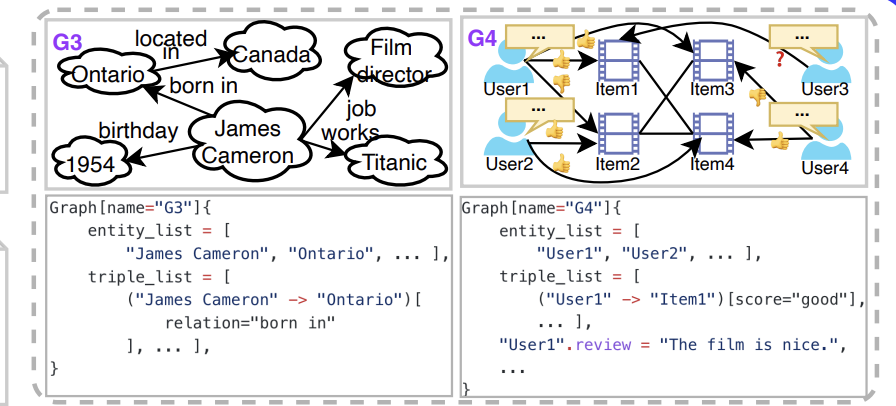 G3
located
in
Canada
Film
director
Ontario
born in
job
birthday
James
Cameron
works
1954
Titanic
G4
...
...
?
User1
Item1
Item3
User3
...
...
User2
Item2
Item4
User4
Graph[name="G3"]{
entity_list = [
"James Cameron", "Ontario", ... ],
triple_list = [
("James Cameron" -> "Ontario")[
relation="born in"
], ... ],
}
Graph[name="G4"]{
entity_list = [
"User1", "User2", ... ],
triple_list = [
("User1" -> "Item1")[score="good"],
... ],
"User1".review = "The film is nice.",
...
}